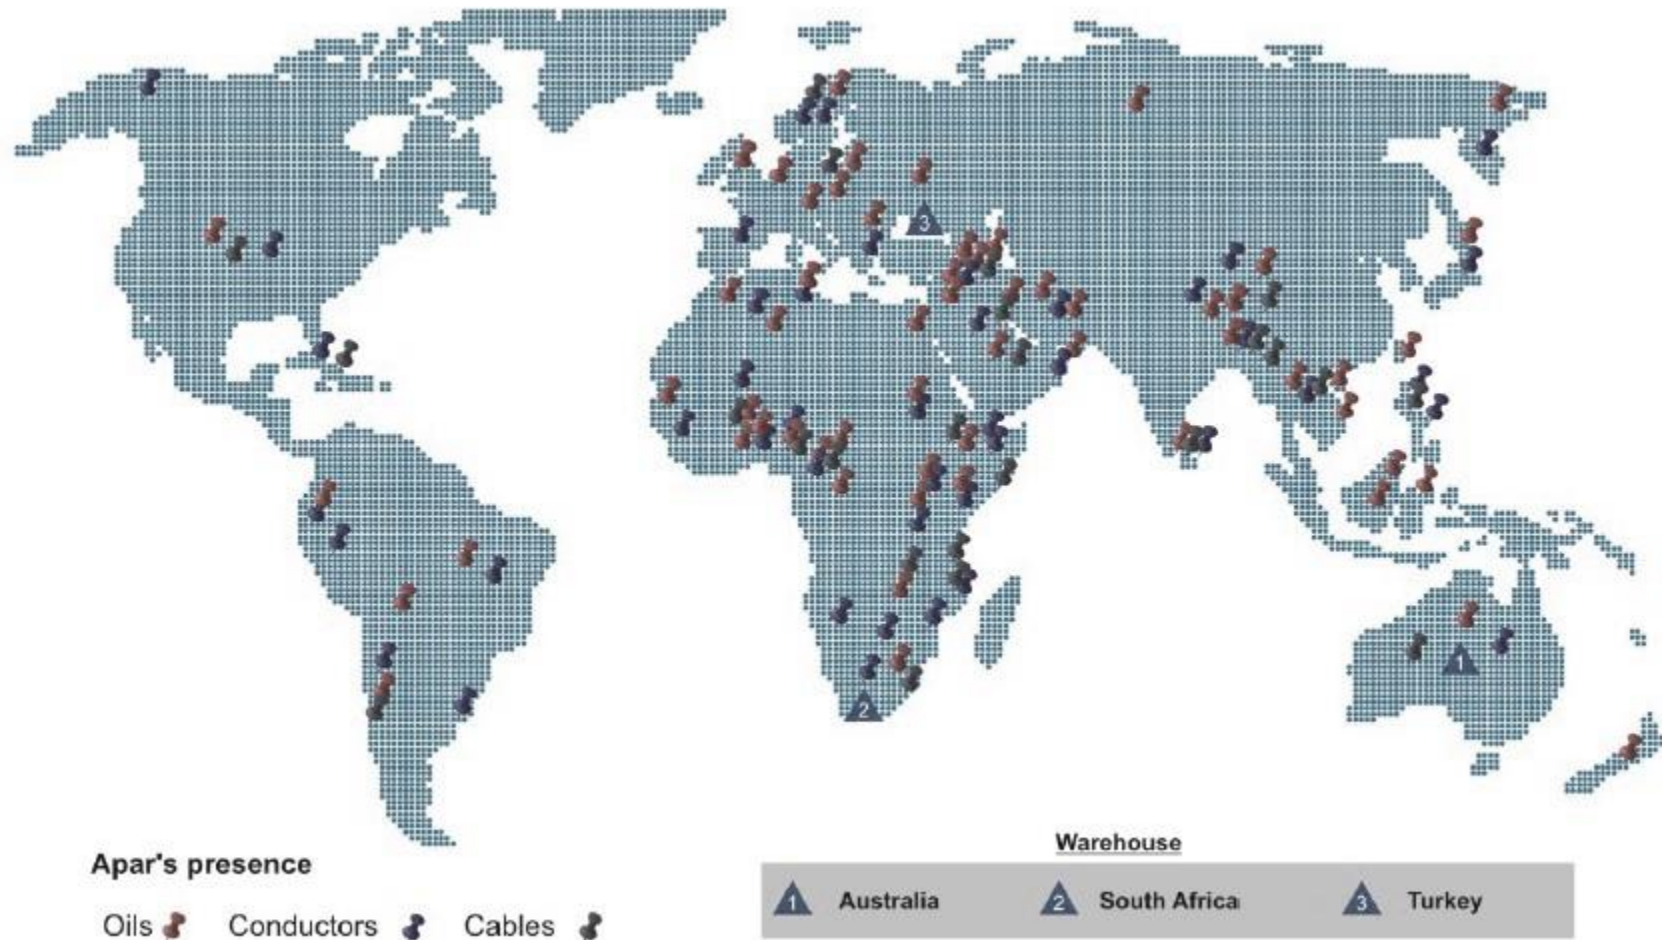 3
1
2
Apar's presence
Oils Conductors Cables
Warehouse
1 Australia 2 South Africa 3 Turkey